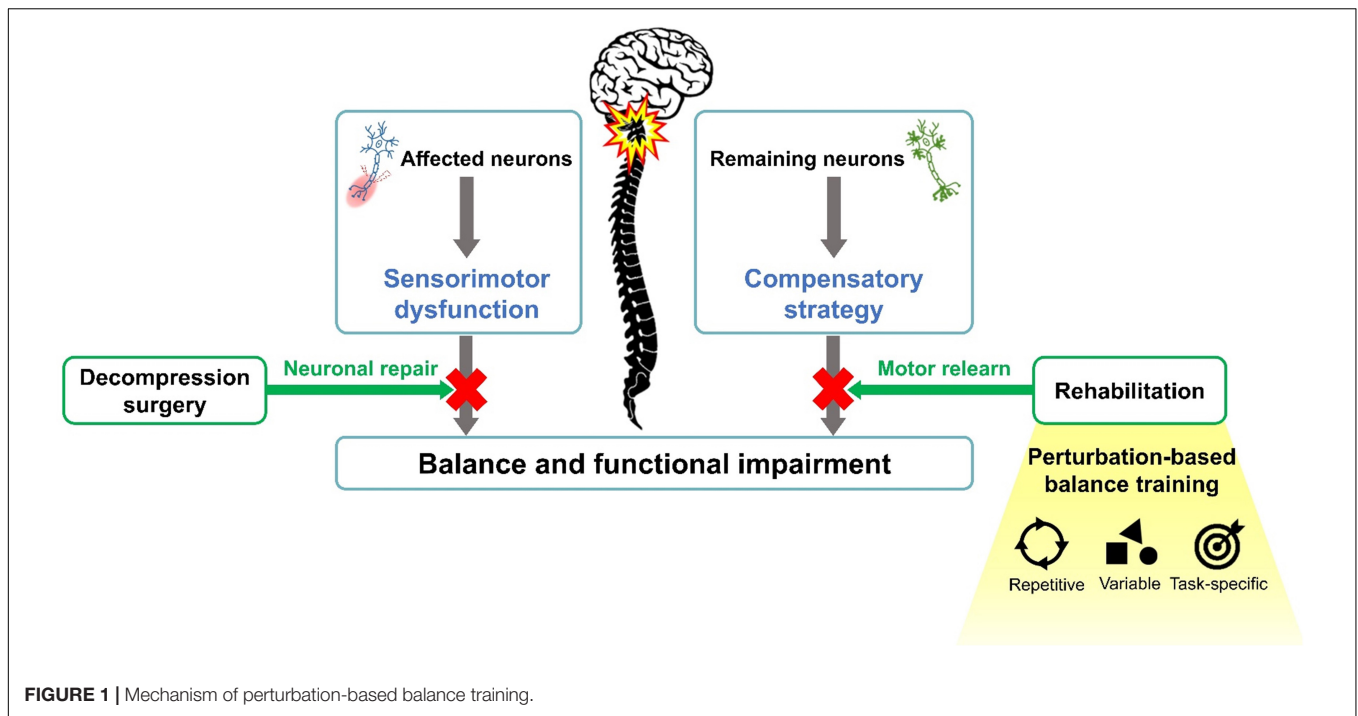 Affected neurons
Sensorimotor
dysfunction
Remaining neurons
Compensatory
strategy
Decompression
surgery
Neuronal repair
Motor relearn
Rehabilitation
Balance and functional impairment
Perturbation-based
balance training
Repetitive
Variable
Task-specific
FIGURE 1 | Mechanism of perturbation-based balance training.